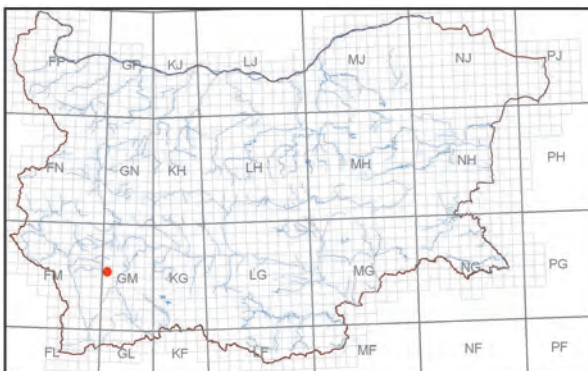 FP GP KJ LJ MJ NJ PJ
FN GN KH LH MH NH PH
FM GM KG LG MG NG PG
FL GL KF LF MF NF PF